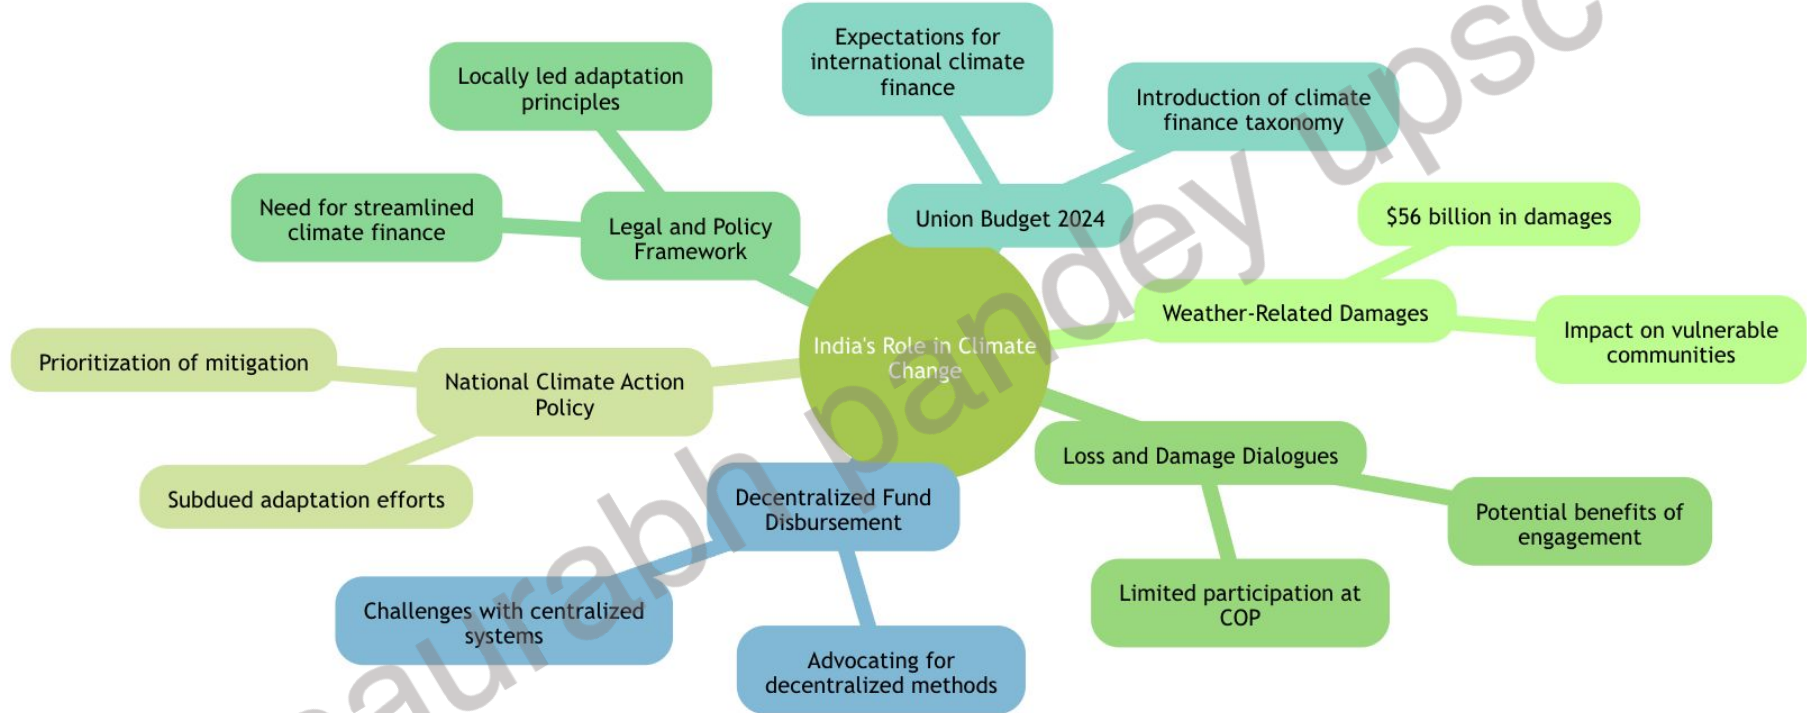 Expectations for
international climate
finance
Locally led adaptation
principles
Introduction of climate
finance taxonomy
Need for streamlined
climate finance
Legal and Policy
Framework
Union Budget 2024
$56 billion in damages
Weather-Related Damages
Impact on vulnerable
communities
India's Role in Climate
Change
Prioritization of mitigation
National Climate Action
Policy
Subdued adaptation efforts
Loss and Damage Dialogues
Potential benefits of
engagement
Limited participation at
COP
Decentralized Fund
Disbursement
Challenges with centralized
systems
Advocating for
decentralized methods
aurabh pandey upsc